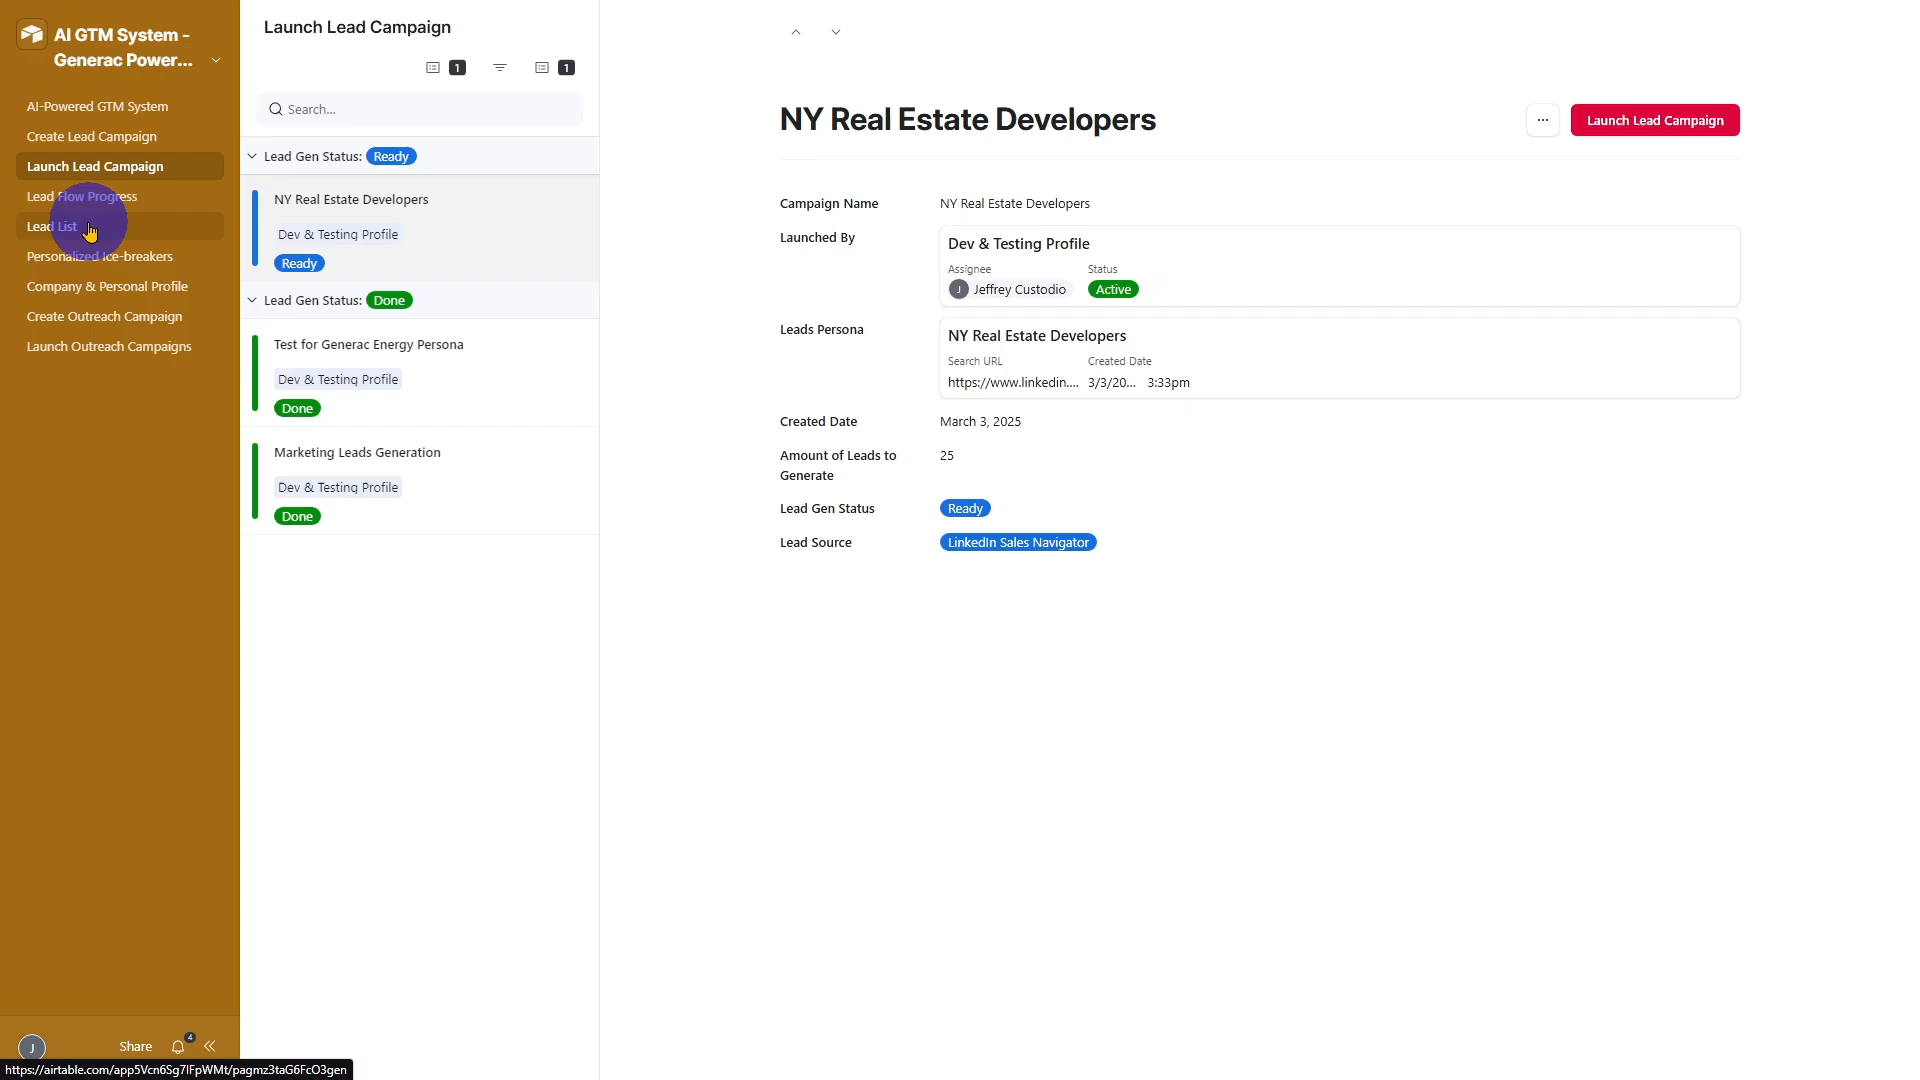 AI GTM System -
Generac Power...
AI-Powered GTM System
Create Lead Campaign
Launch Lead Campaign
Lead Flow Progress
Lead List
Personalized Ice-breakers
Company & Personal Profile
Create Outreach Campaign
Launch Outreach Campaigns
J
Share
4
https://airtable.com/app5Vcn6Sg7IFpWMt/pagmz3taG6FcO3gen
Launch Lead Campaign
1
1
Search...
Lead Gen Status: Ready
NY Real Estate Developers
Dev & Testing Profile
Ready
Lead Gen Status: Done
Test for Generac Energy Persona
Dev & Testing Profile
Done
Marketing Leads Generation
Dev & Testing Profile
Done
NY Real Estate Developers
...
Launch Lead Campaign
Campaign Name
NY Real Estate Developers
Launched By
Dev & Testing Profile
Assignee
Status
J
Jeffrey Custodio
Active
Leads Persona
NY Real Estate Developers
Search URL
Created Date
https://www.linkedin....
3/3/20...
3:33pm
Created Date
March 3, 2025
Amount of Leads to
Generate
25
Lead Gen Status
Ready
Lead Source
LinkedIn Sales Navigator